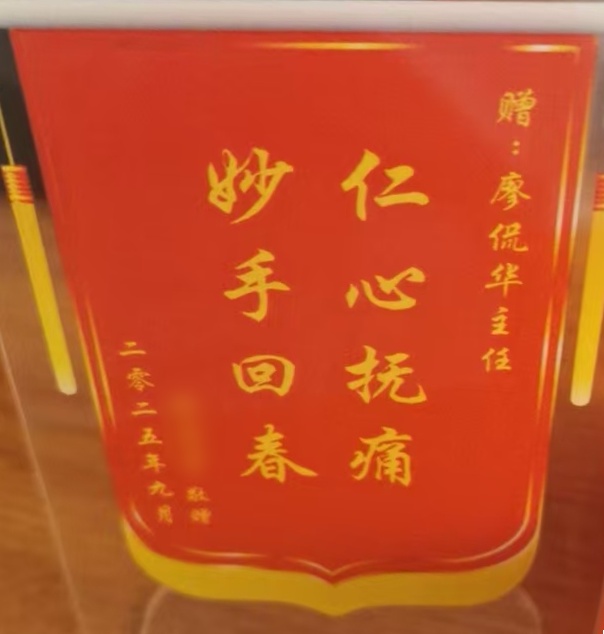 赠：廖侃华主任
仁心抚痛
妙手回春
敬赠
二零二五年九月